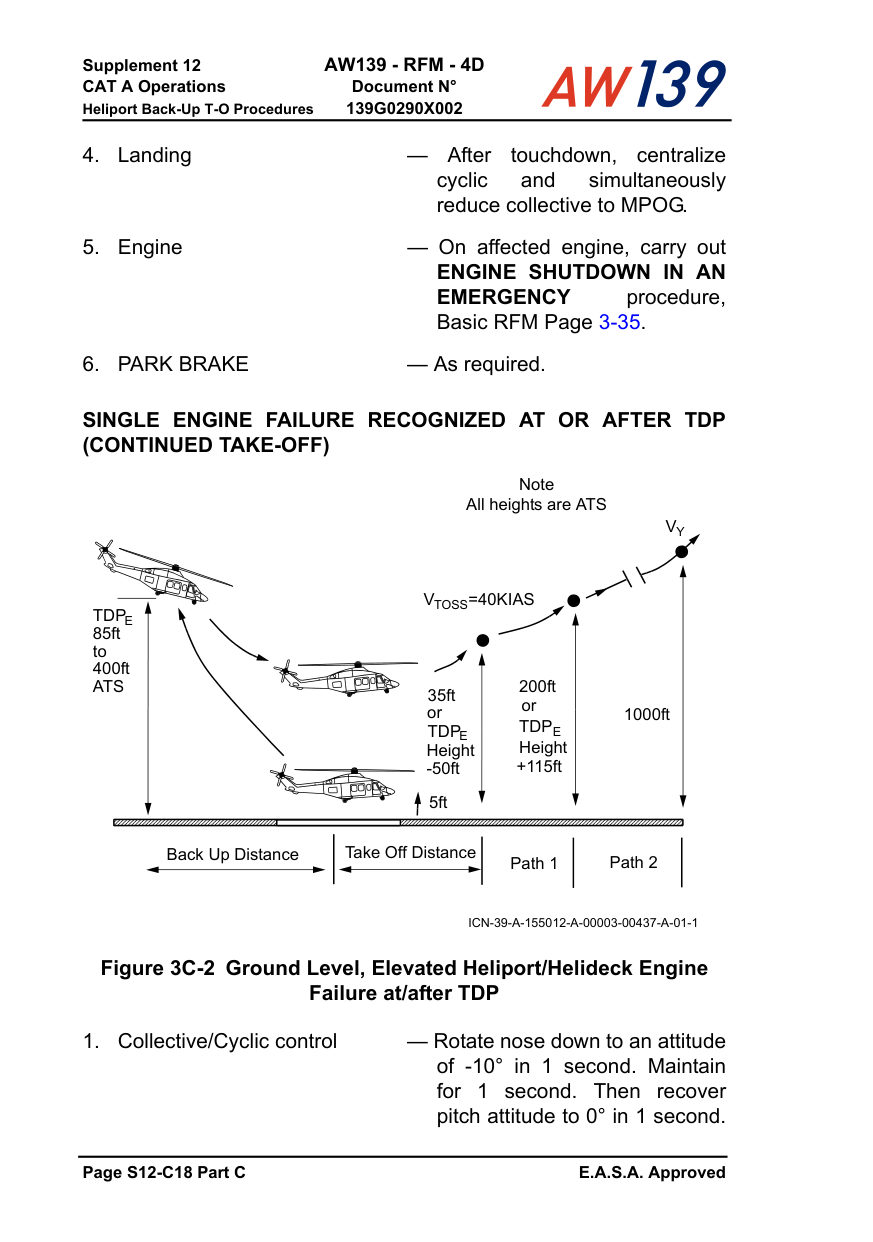 Supplement 12
CAT A Operations
Heliport Back-Up T-O Procedures
AW139 - RFM - 4D
Document N°
139G0290X002
AW139
4. Landing — After touchdown, centralize
cyclic and simultaneously
reduce collective to MPOG.
5. Engine — On affected engine, carry out
ENGINE SHUTDOWN IN AN
EMERGENCY procedure,
Basic RFM Page 3-35.
6. PARK BRAKE — As required.
SINGLE ENGINE FAILURE RECOGNIZED AT OR AFTER TDP
(CONTINUED TAKE-OFF)
Note
All heights are ATS
VY
VTOSS=40KIAS
TDPE
85ft
to
400ft
ATS
35ft
or
TDPE
Height
-50ft
200ft
or
TDPE
Height
+115ft
1000ft
5ft
Back Up Distance
Take Off Distance
Path 1
Path 2
ICN-39-A-155012-A-00003-00437-A-01-1
Figure 3C-2 Ground Level, Elevated Heliport/Helideck Engine
Failure at/after TDP
1. Collective/Cyclic control — Rotate nose down to an attitude
of -10° in 1 second. Maintain
for 1 second. Then recover
pitch attitude to 0° in 1 second.
Page S12-C18 Part C
E.A.S.A. Approved